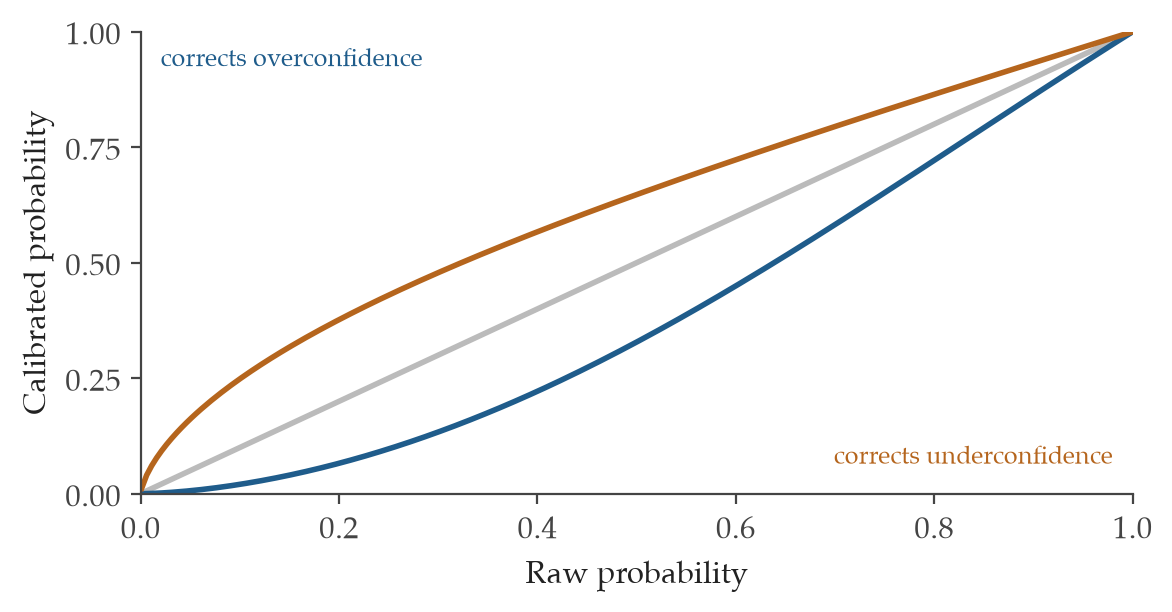 1.00
corrects overconfidence
0.75
0.50
0.25
corrects underconfidence
0.00
0.0 0.2 0.4 0.6 0.8 1.0
Raw probability
Calibrated probability